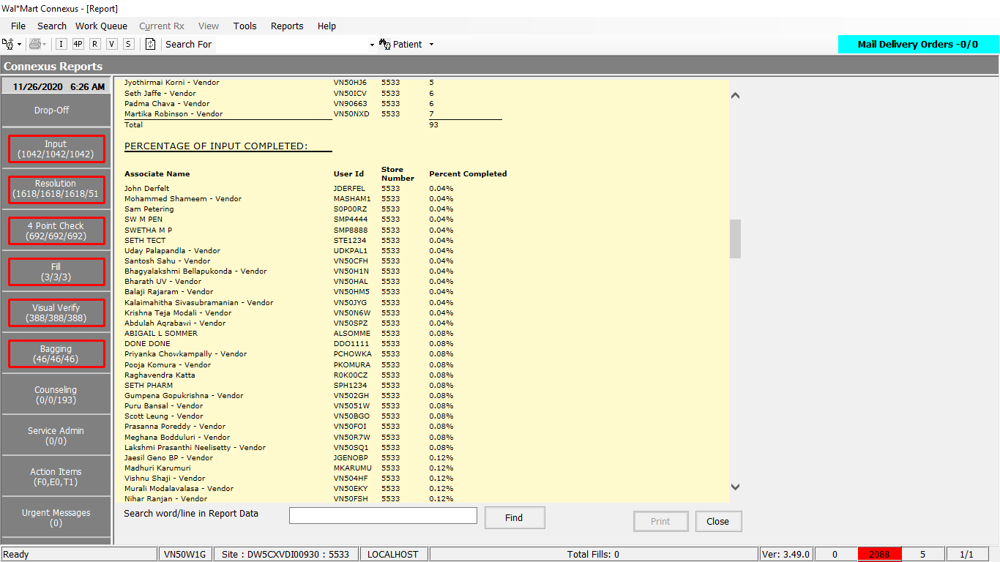 Wal*Mart Connexus - [Report]
File Search Work Queue Current Rx View Tools Reports Help
I 4P R V S Search For Patient Mail Delivery Orders -0/0
Connexus Reports
11/26/2020 6:26 AM
Drop-Off
Input
(1042/1042/1042)
Resolution
(1618/1618/1618/51
4 Point Check
(692/692/692)
Fill
(3/3/3)
Visual Verify
(388/388/388)
Bagging
(46/46/46)
Counseling
(0/0/193)
Service Admin
(0/0)
Action Items
(F0,E0,T1)
Urgent Messages
(0)
Jyothirmai Korni - Vendor VN50HJ6 5533 5
Seth Jaffe - Vendor VN50ICV 5533 6
Padma Chava - Vendor VN90663 5533 6
Martika Robinson - Vendor VN50NXD 5533 7
Total 93
PERCENTAGE OF INPUT COMPLETED:
Associate Name User Id Store Number Percent Completed
John Derfelt JDERFEL 5533 0.04%
Mohammed Shameem - Vendor MASHAM1 5533 0.04%
Sam Petering S0P00RZ 5533 0.04%
SW M PEN SMP4444 5533 0.04%
SWETHA M P SMP8888 5533 0.04%
SETH TECT STE1234 5533 0.04%
Uday Palapandla - Vendor UDKPAL1 5533 0.04%
Santosh Sahu - Vendor VN50CFH 5533 0.04%
Bhagyalakshmi Bellapukonda - Vendor VN50H1N 5533 0.04%
Bharath UV - Vendor VN50HAL 5533 0.04%
Balaji Rajaram - Vendor VN50HM5 5533 0.04%
Kalaimahitha Sivasubramanian - Vendor VN50JYG 5533 0.04%
Krishna Teja Modali - Vendor VN50N6W 5533 0.04%
Abdulah Aqrabawi - Vendor VN50SPZ 5533 0.04%
ABIGAIL L SOMMER ALSOMME 5533 0.08%
DONE DONE DDO1111 5533 0.08%
Priyanka Chowkampally - Vendor PCHOWKA 5533 0.08%
Pooja Komura - Vendor PKOMURA 5533 0.08%
Raghavendra Katta R0K00CZ 5533 0.08%
SETH PHARM SPH1234 5533 0.08%
Gumpena Gopukrishna - Vendor VN502GH 5533 0.08%
Puru Bansal - Vendor VN5051W 5533 0.08%
Scott Leung - Vendor VN50BGO 5533 0.08%
Prasanna Poreddy - Vendor VN50FOI 5533 0.08%
Meghana Bodduluri - Vendor VN50R7W 5533 0.08%
Lakshmi Prasanthi Neelisetty - Vendor VN50SQ1 5533 0.08%
Jaesil Geno BP - Vendor JGENOBP 5533 0.12%
Madhuri Karumuri MKARUMU 5533 0.12%
Vishnu Shaji - Vendor VN504HF 5533 0.12%
Murali Modalavalasa - Vendor VN50EKY 5533 0.12%
Nihar Ranjan - Vendor VN50FSH 5533 0.12%
Search word/line in Report Data Find Print Close
Ready VN50W1G Site : DW5CXVDI00930 : 5533 LOCALHOST Total Fills: 0 Ver: 3.49.0 0 2088 5 1/1